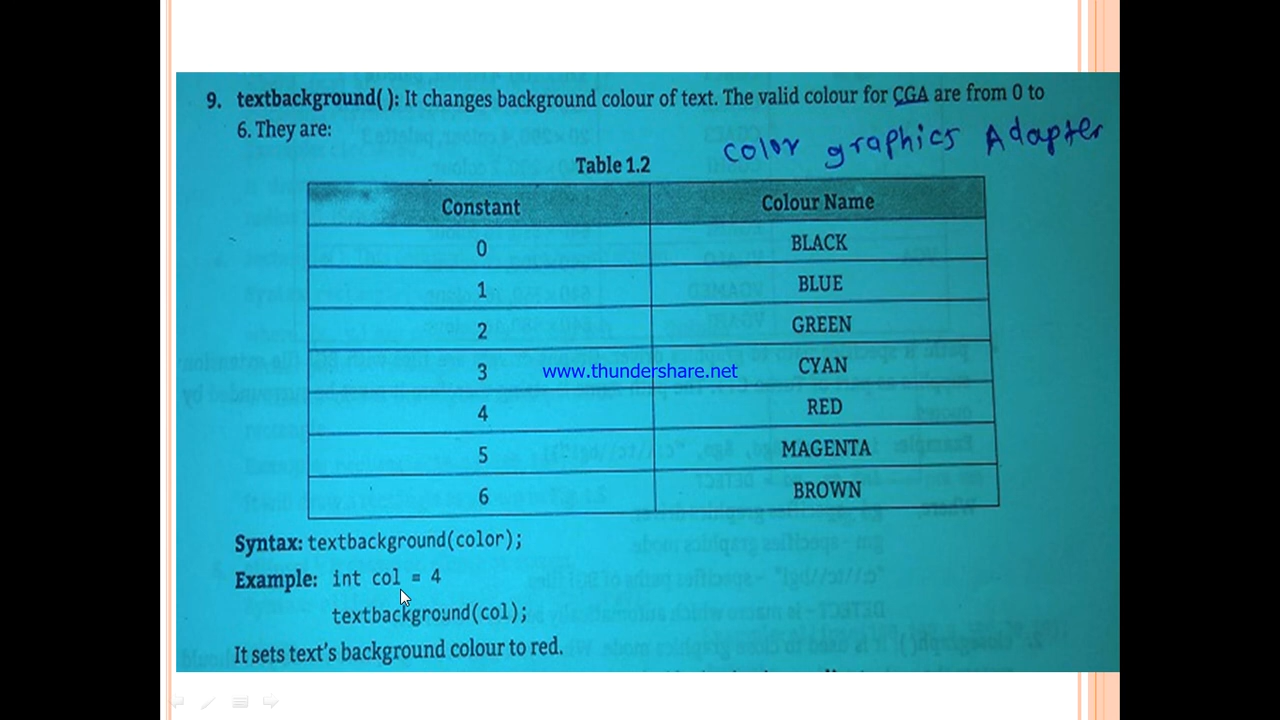 9. textbackground( ): It changes background colour of text. The valid colour for CGA are from 0 to
6. They are:
color graphics Adapter
Table 1.2
Constant Colour Name
0 BLACK
1 BLUE
2 GREEN
3 CYAN
www.thundershare.net
4 RED
5 MAGENTA
6 BROWN
Syntax: textbackground(color);
Example: int col = 4
textbackground(col);
It sets text's background colour to red.